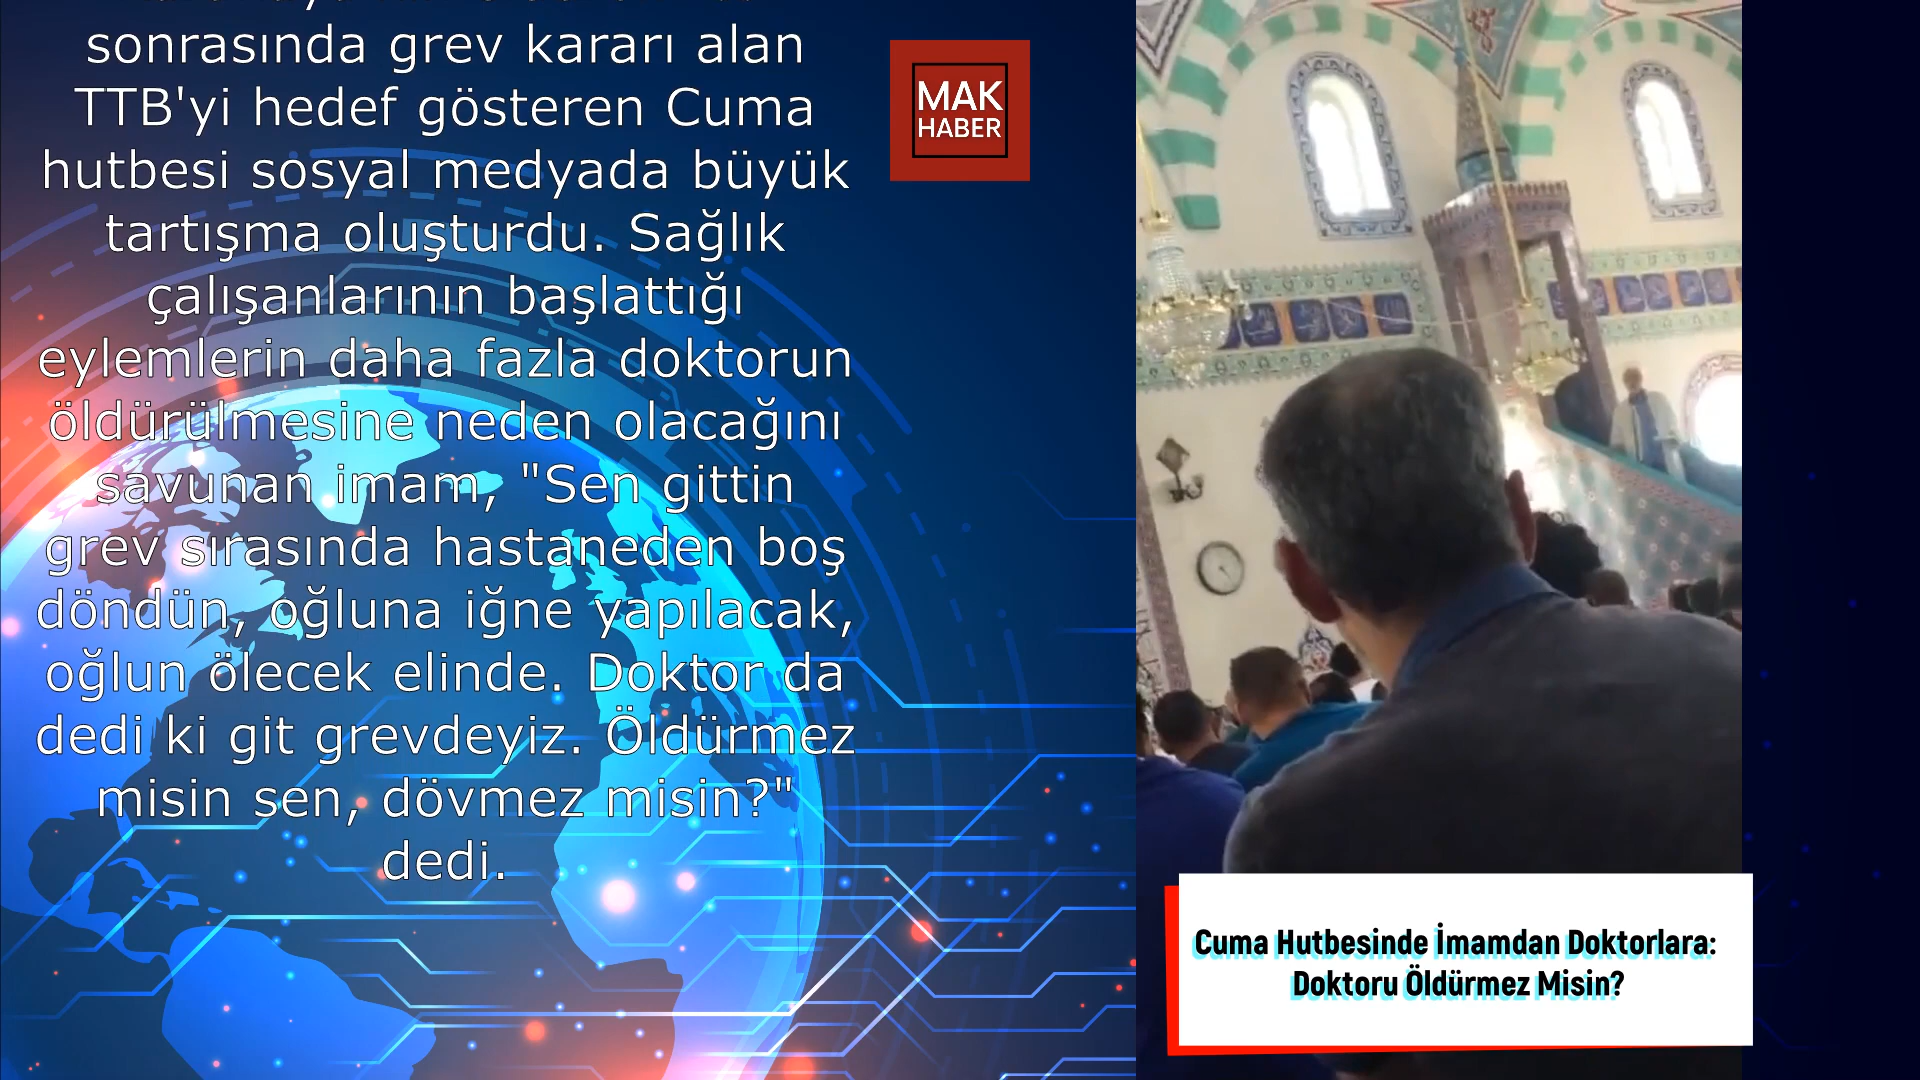 sonrasında grev kararı alan
TTB'yi hedef gösteren Cuma
hutbesi sosyal medyada büyük
tartışma oluşturdu. Sağlık
çalışanlarının başlattığı
eylemlerin daha fazla doktorun
öldürülmesine neden olacağını
savunan imam, "Sen gittin
grev sırasında hastaneden boş
döndün, oğluna iğne yapılacak,
oğlun ölecek elinde. Doktor da
dedi ki git grevdeyiz. Öldürmez
misin sen, dövmez misin?"
dedi.
MAK
HABER
Cuma Hutbesinde İmamdan Doktorlara:
Doktoru Öldürmez Misin?